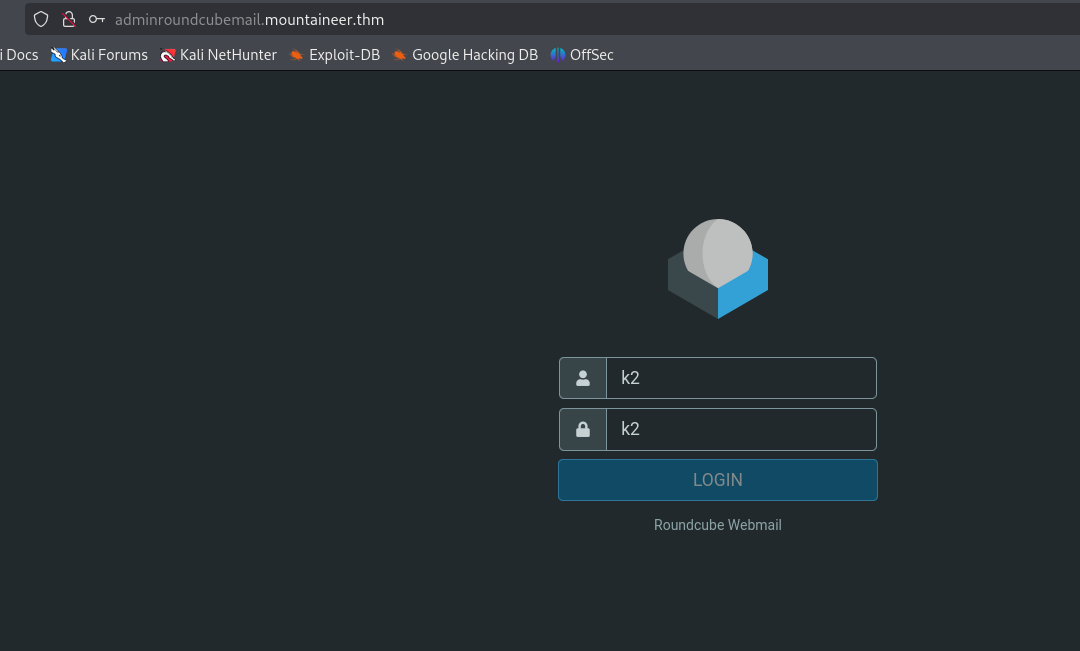 adminroundcubemail.mountaineer.thm
i Docs Kali Forums Kali NetHunter Exploit-DB Google Hacking DB OffSec
k2
k2
LOGIN
Roundcube Webmail